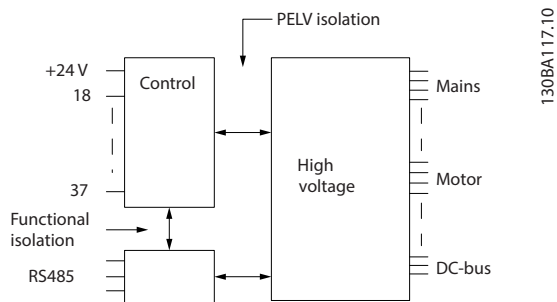 PELV isolation
+24 V
18
37
Control
High
voltage
Mains
Motor
DC-bus
Functional
isolation
RS485
130BA117.10